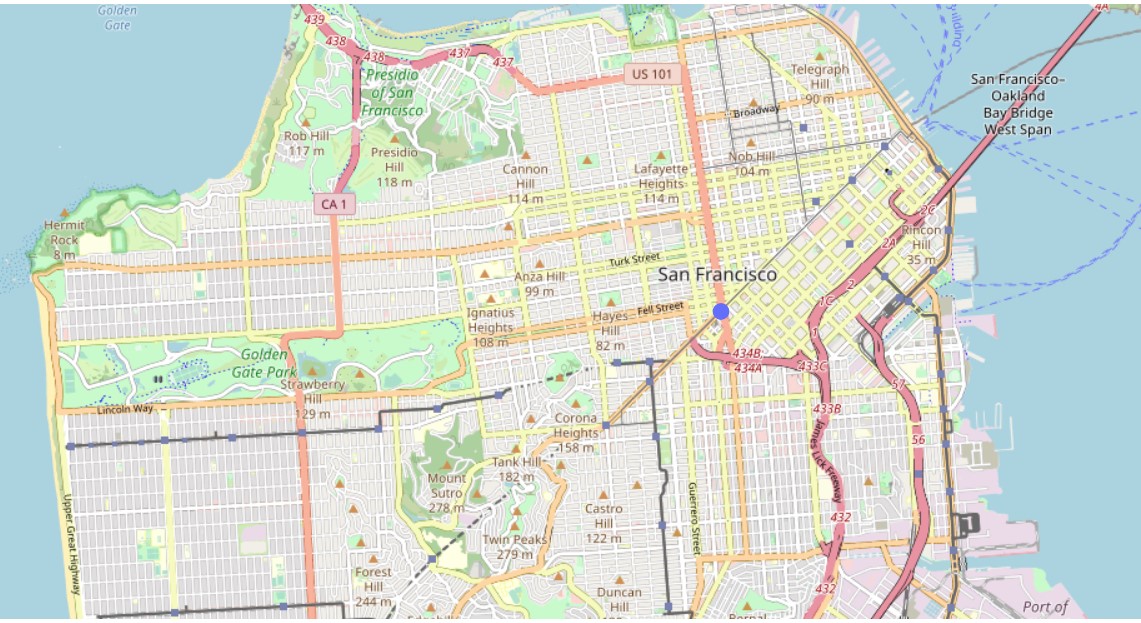 Golden
Gate
439
438
438
437
437
US 101
4A
Presidio
of San
Francisco
Telegraph
Hill
90 m
San Francisco–
Oakland
Bay Bridge
West Span
Broadway
Rob Hill
117 m
Presidio
Hill
118 m
Cannon
Hill
114 m
Lafayette
Heights
114 m
Nob Hill
104 m
CA 1
Hermit
Rock
8 m
2C
Rincon
Hill
35 m
2A
Turk Street
San Francisco
Anza Hill
99 m
2
1C
Ignatius
Heights
108 m
Hayes
Hill
82 m
Fell Street
1
Golden
Gate Park
434B;
434A
433C
Strawberry
Hill
129 m
57
Lincoln Way
433B
Corona
Heights
158 m
James Lick Freeway
56
Tank Hill
182 m
Mount
Sutro
278 m
Upper Great Highway
Guerrero Street
Castro
Hill
122 m
432
Twin Peaks
279 m
Forest
Hill
244 m
Duncan
Hill
432
Port of